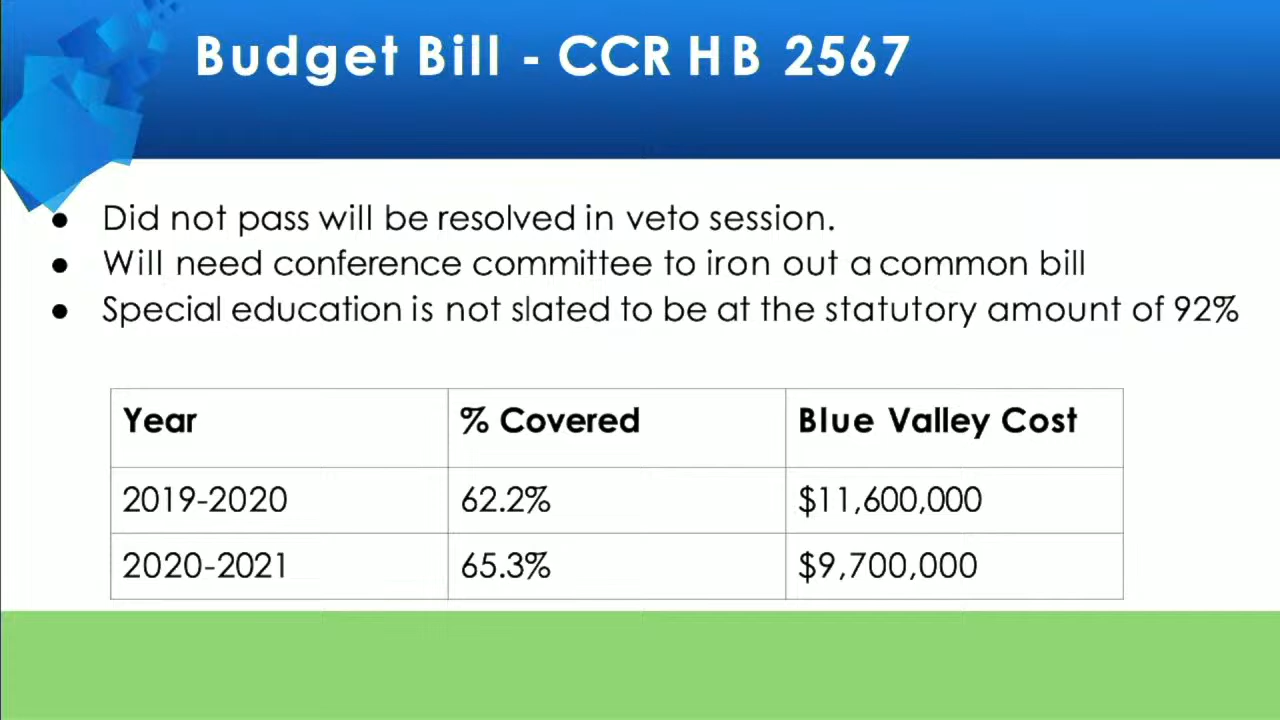 Budget Bill - CCR HB 2567
● Did not pass will be resolved in veto session.
● Will need conference committee to iron out a common bill
● Special education is not slated to be at the statutory amount of 92%
Year % Covered Blue Valley Cost
2019-2020 62.2% $11,600,000
2020-2021 65.3% $9,700,000